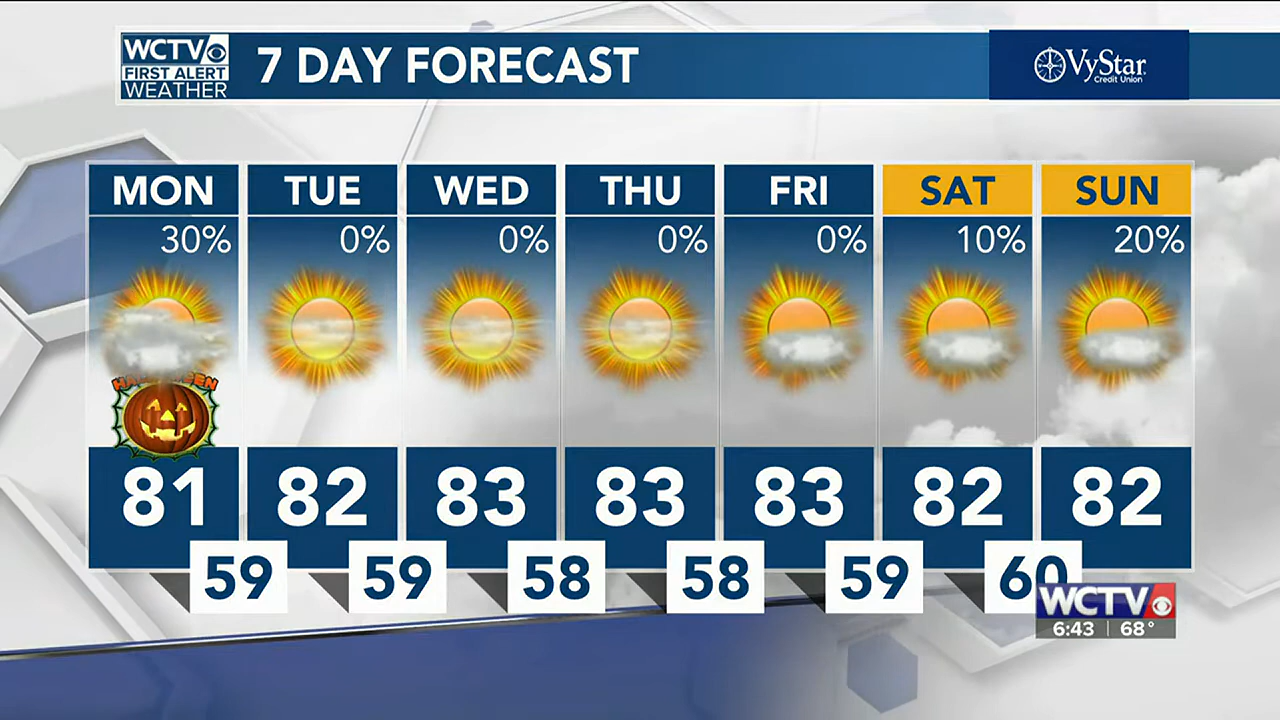 WCTV
FIRST ALERT
WEATHER
7 DAY FORECAST
VyStar
Credit Union
MON TUE WED THU FRI SAT SUN
30% 0% 0% 0% 0% 10% 20%
HALLOWEEN
81 82 83 83 83 82 82
59 59 58 58 59 60
WCTV
6:43 | 68°